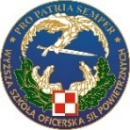 PRO PATRIA SEMPER
WYŻSZA SZKOŁA OFICERSKA SIŁ POWIETRZNYCH